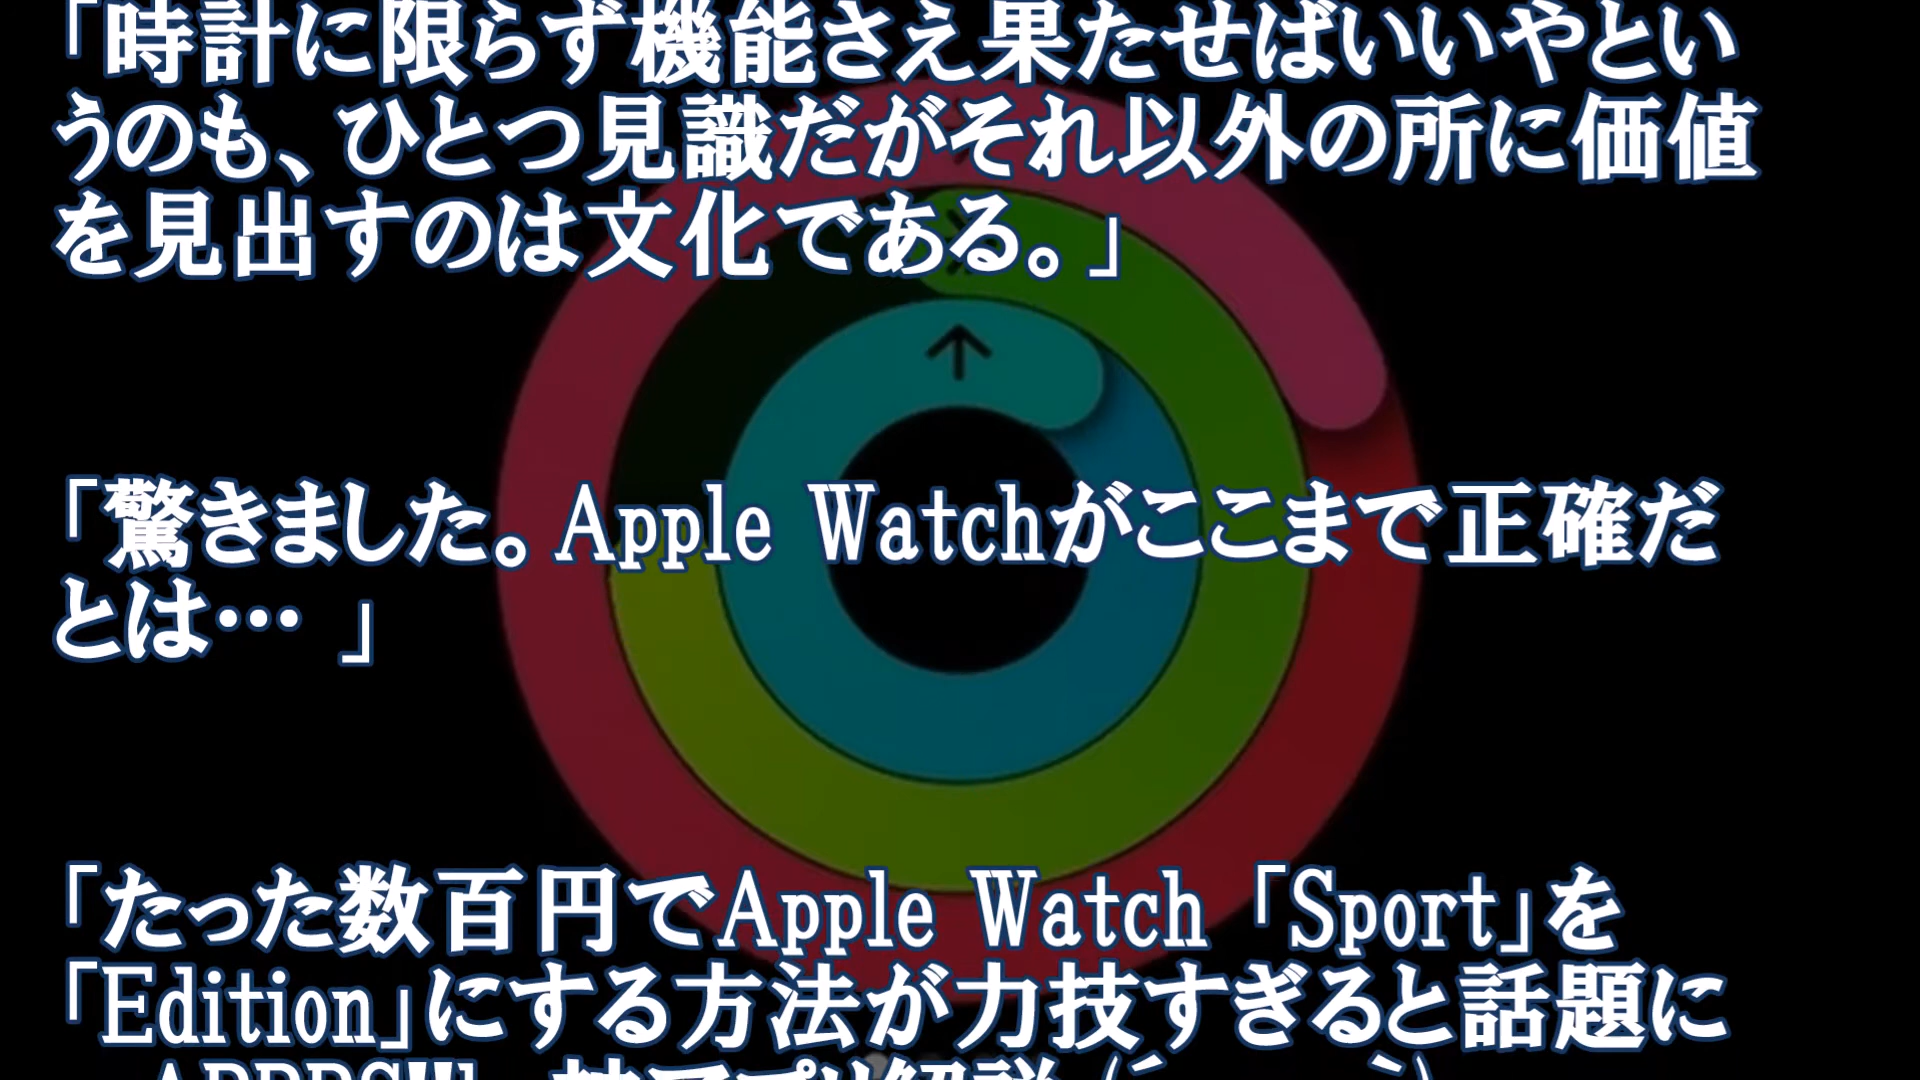 「時計に限らず機能さえ果たせばいいやとい
うのも、ひとつ見識だがそれ以外の所に価値
を見出すのは文化である。」
「驚きました。Apple Watchがここまで正確だ
とは… 」
「たった数百円でApple Watch「Sport」を
「Edition」にする方法が力技すぎると話題に